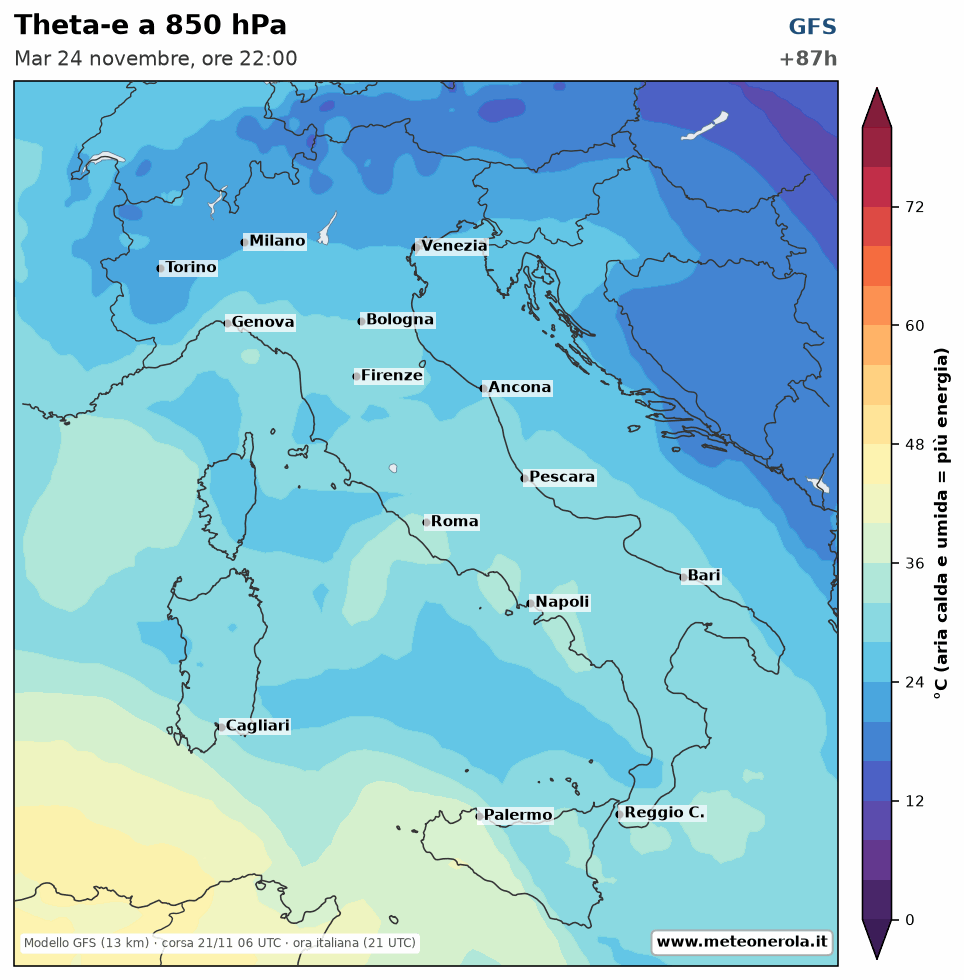 Theta-e a 850 hPa
GFS
Mar 24 novembre, ore 22:00
+87h
Milano
Venezia
Torino
Genova
Bologna
Firenze
Ancona
Pescara
Roma
Bari
Napoli
Cagliari
Palermo
Reggio C.
72
60
48
36
24
12
0
°C (aria calda e umida = più energia)
Modello GFS (13 km) · corsa 21/11 06 UTC · ora italiana (21 UTC)
www.meteonerola.it